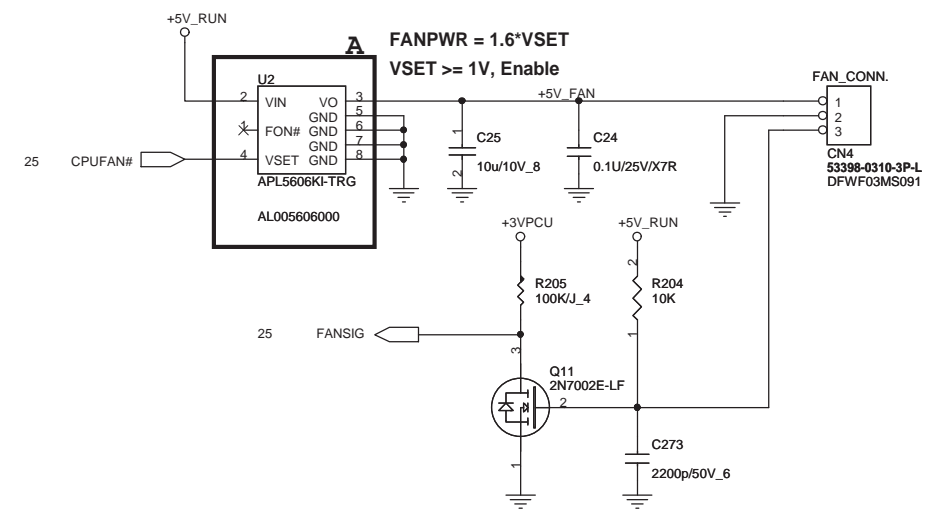 +5V_RUN
A
FANPWR = 1.6*VSET
VSET >= 1V, Enable
U2
2 VIN VO 3
GND 5
1 FON# GND 6
GND 7
4 VSET GND 8
APL5606KI-TRG
AL005606000
25 CPUFAN#
+5V_FAN
1
C25
10u/10V_8
2
C24
0.1U/25V/X7R
FAN_CONN.
1
2
3
CN4
53398-0310-3P-L
DFWF03MS091
+3VPCU
+5V_RUN
R205
100K/J_4
2
R204
10K
1
25 FANSIG
3
Q11
2N7002E-LF
2
1
C273
2200p/50V_6